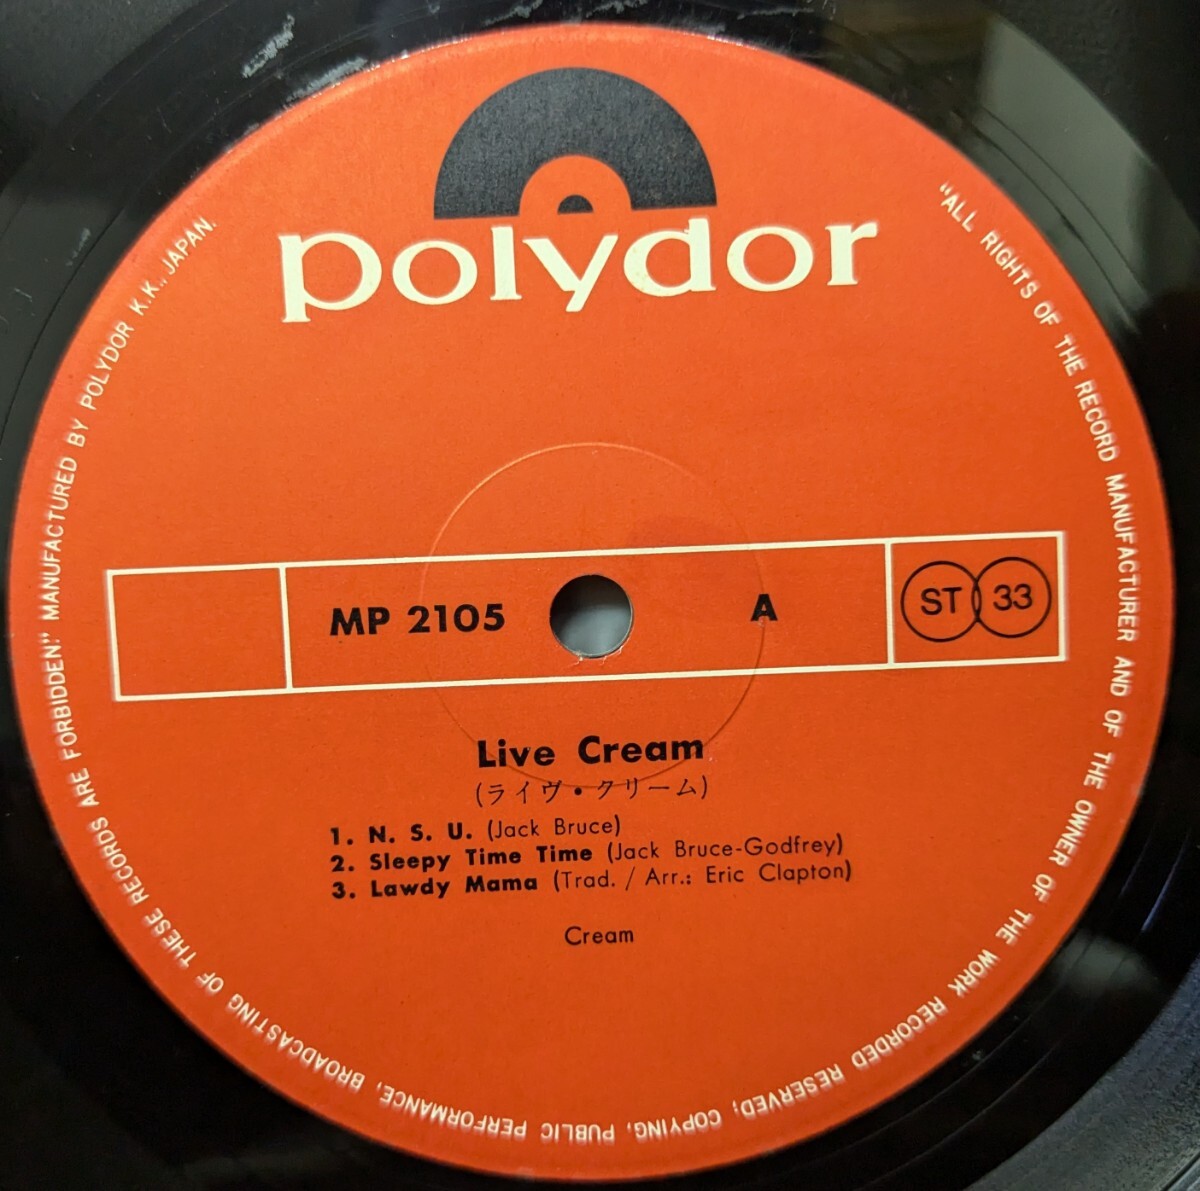 polydor
MP 2105
A
ST 33
Live Cream
(ライヴ・クリーム)
1. N. S. U. (Jack Bruce)
2. Sleepy Time Time (Jack Bruce-Godfrey)
3. Lawdy Mama (Trad. / Arr.: Eric Clapton)
Cream
"ALL RIGHTS OF THE RECORD MANUFACTURER AND OF THE OWNER OF THE WORK RECORDED RESERVED; COPYING, PUBLIC PERFORMANCE, BROADCASTING OF THESE RECORDS ARE FORBIDDEN." MANUFACTURED BY POLYDOR K.K., JAPAN.